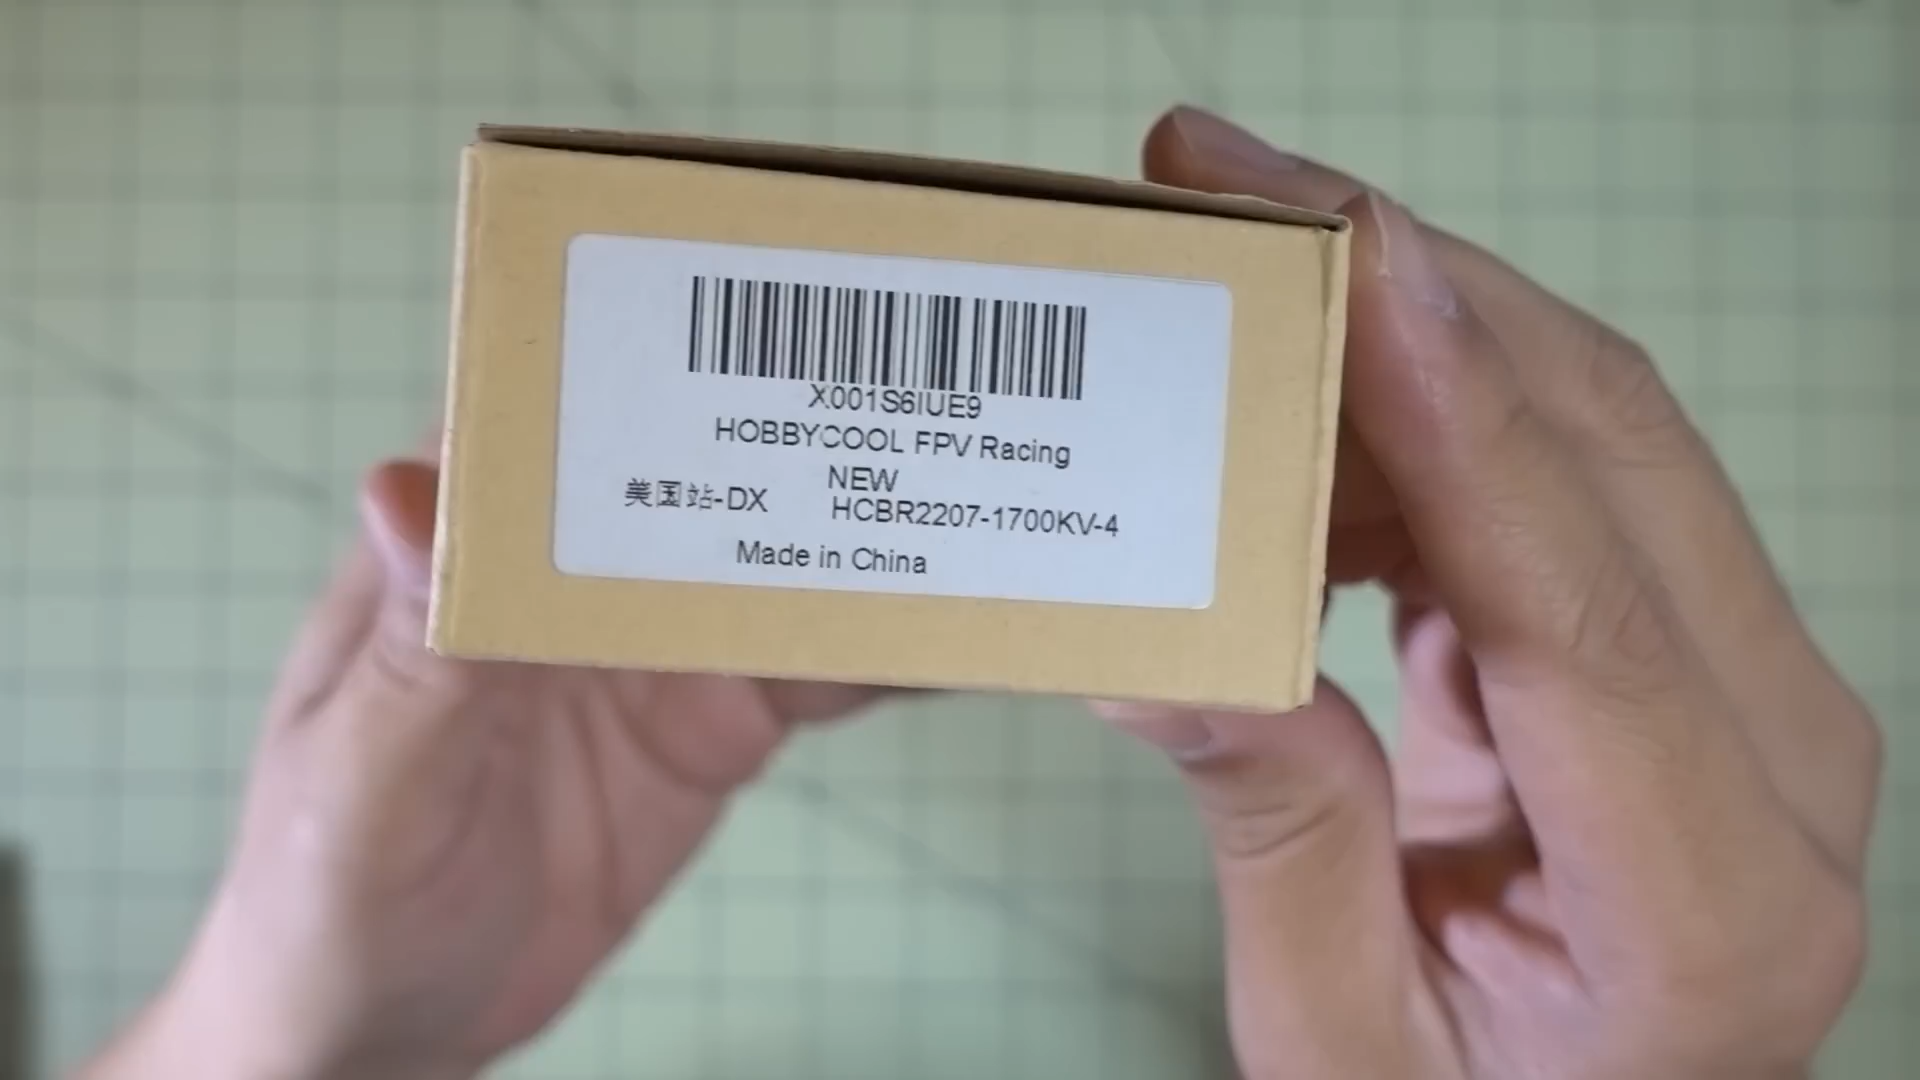 X001S6IUE9
HOBBYCOOL FPV Racing
NEW
美国站-DX HCBR2207-1700KV-4
Made in China